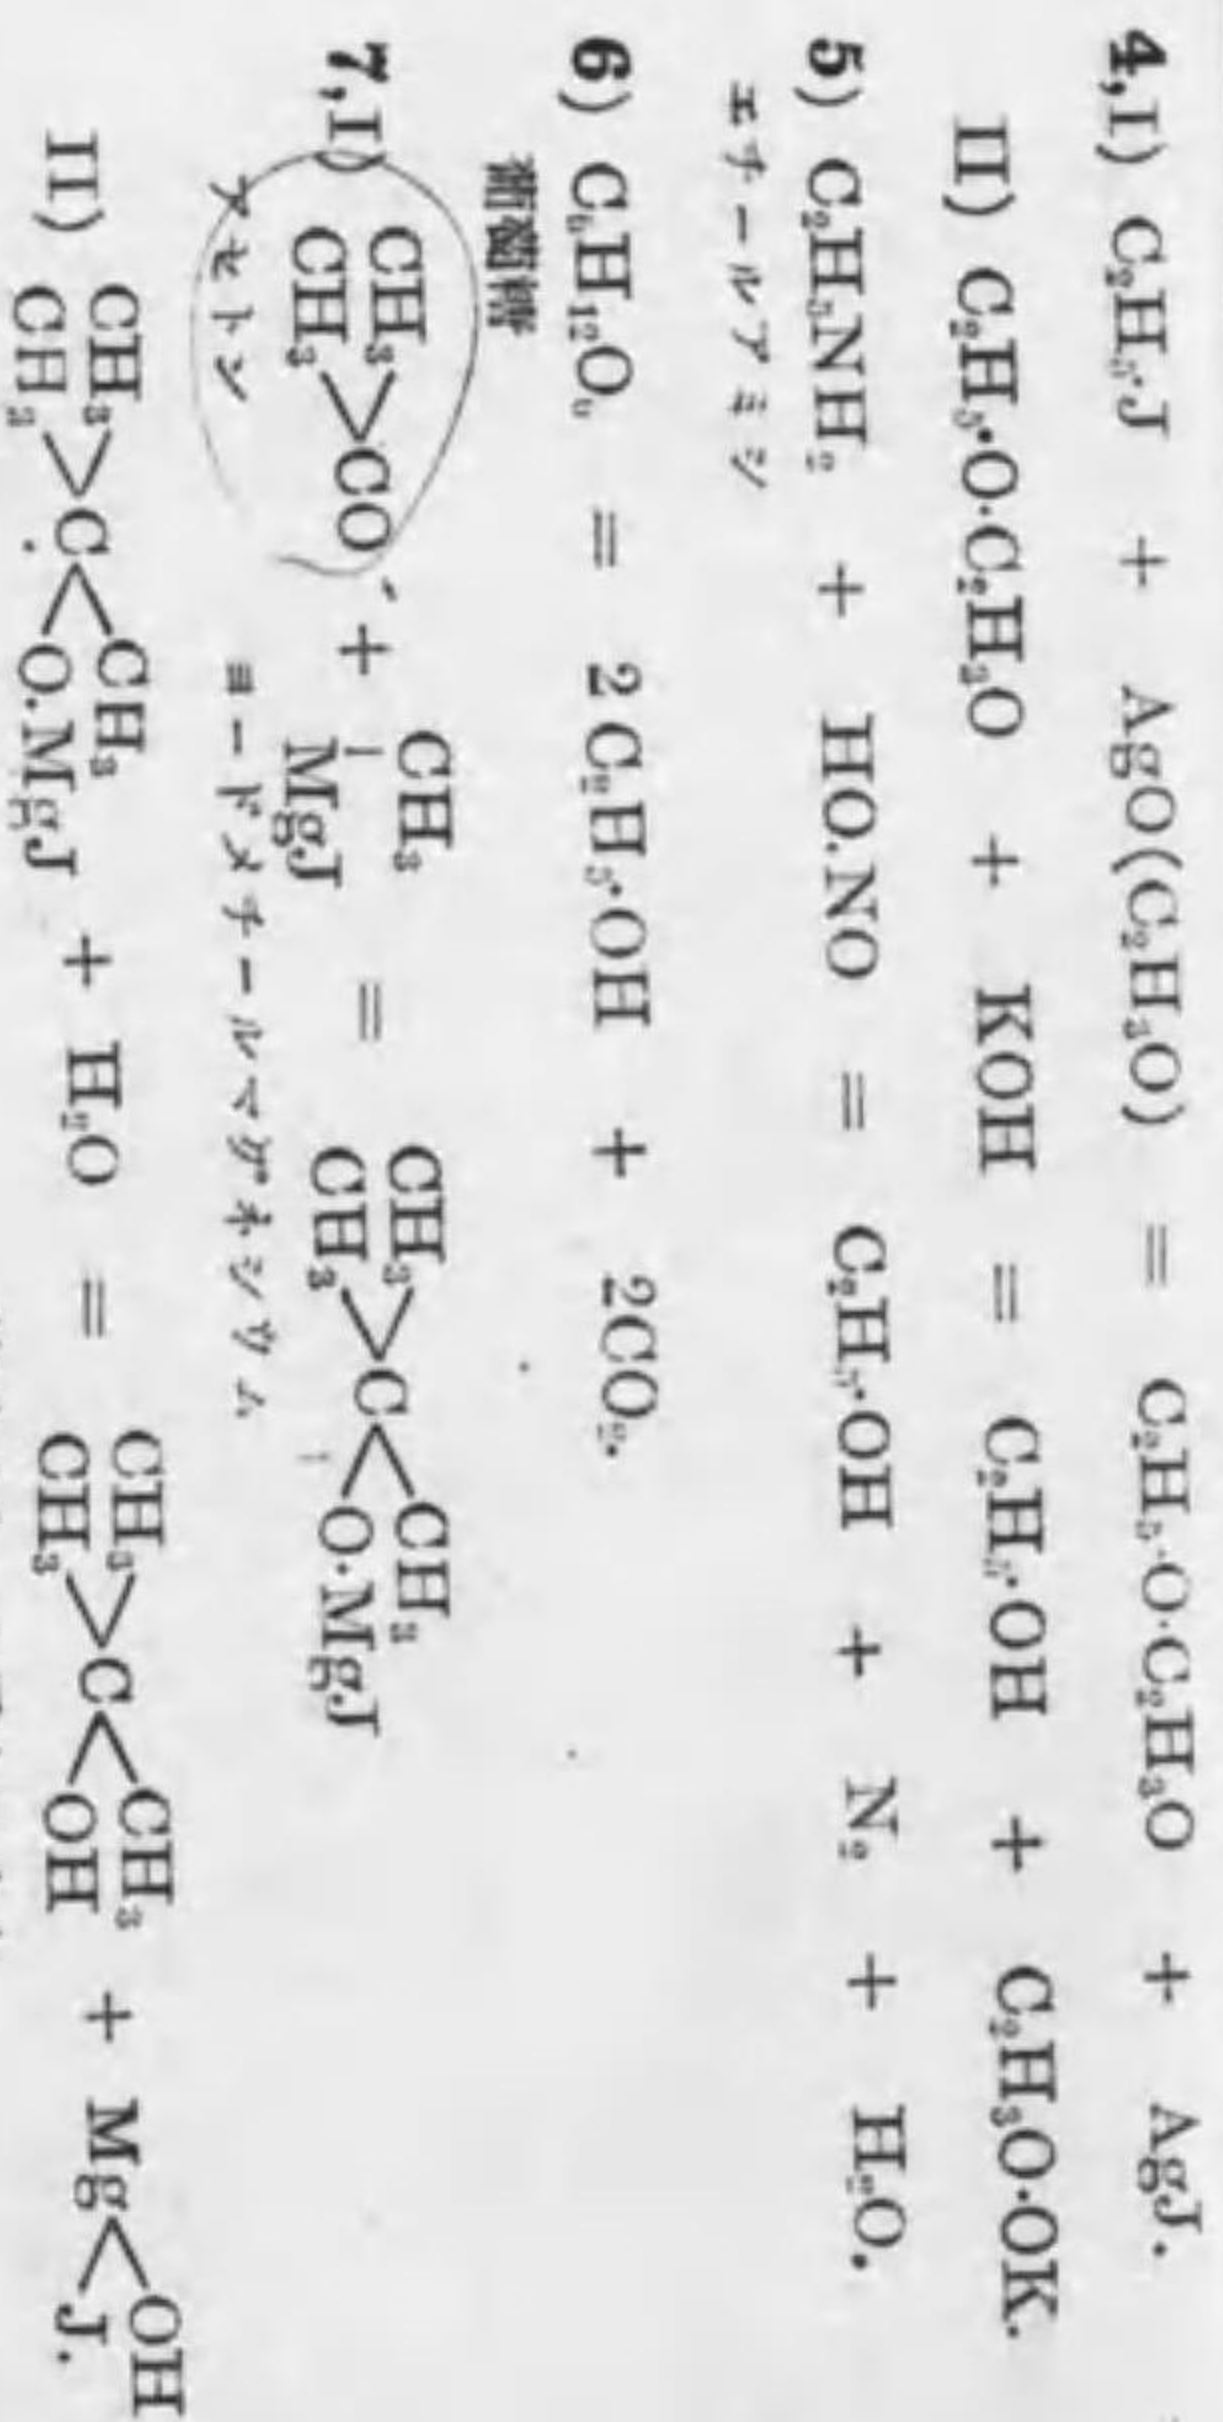 4,I) C₂H₅·J + AgO(C₂H₃O) = C₂H₅·O·C₂H₃O + AgJ.
II) C₂H₅·O·C₂H₃O + KOH = C₂H₅·OH + C₂H₃O·OK.
5) C₂H₅NH₂ + HO.NO = C₂H₅·OH + N₂ + H₂O.
エチールアミン
6) C₆H₁₂O₆ = 2 C₂H₅·OH + 2CO₂.
葡萄糖
7,I) CH₃ CH₃ >CO + CH₃ | MgJ = CH₃ CH₃ >C< CH₃ O·MgJ
アセトン ヨードメチールマグネシウム
II) CH₃ CH₃ >C< CH₃ O.MgJ + H₂O = CH₃ CH₃ >C< CH₃ OH + Mg< OH J.